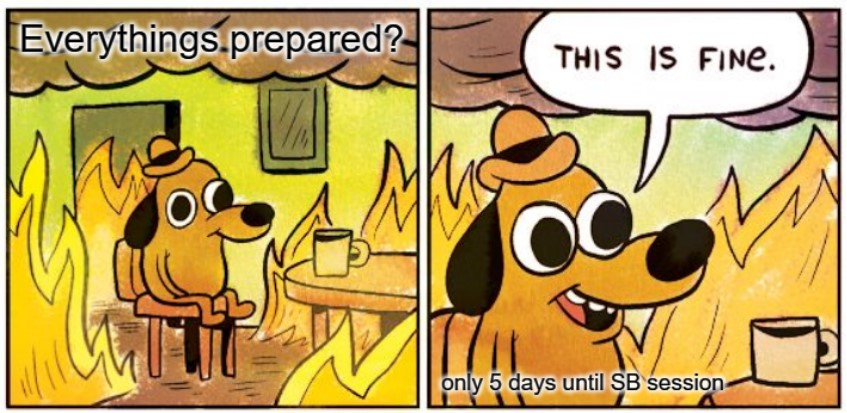 Everythings prepared?
THIS IS FINE.
only 5 days until SB session